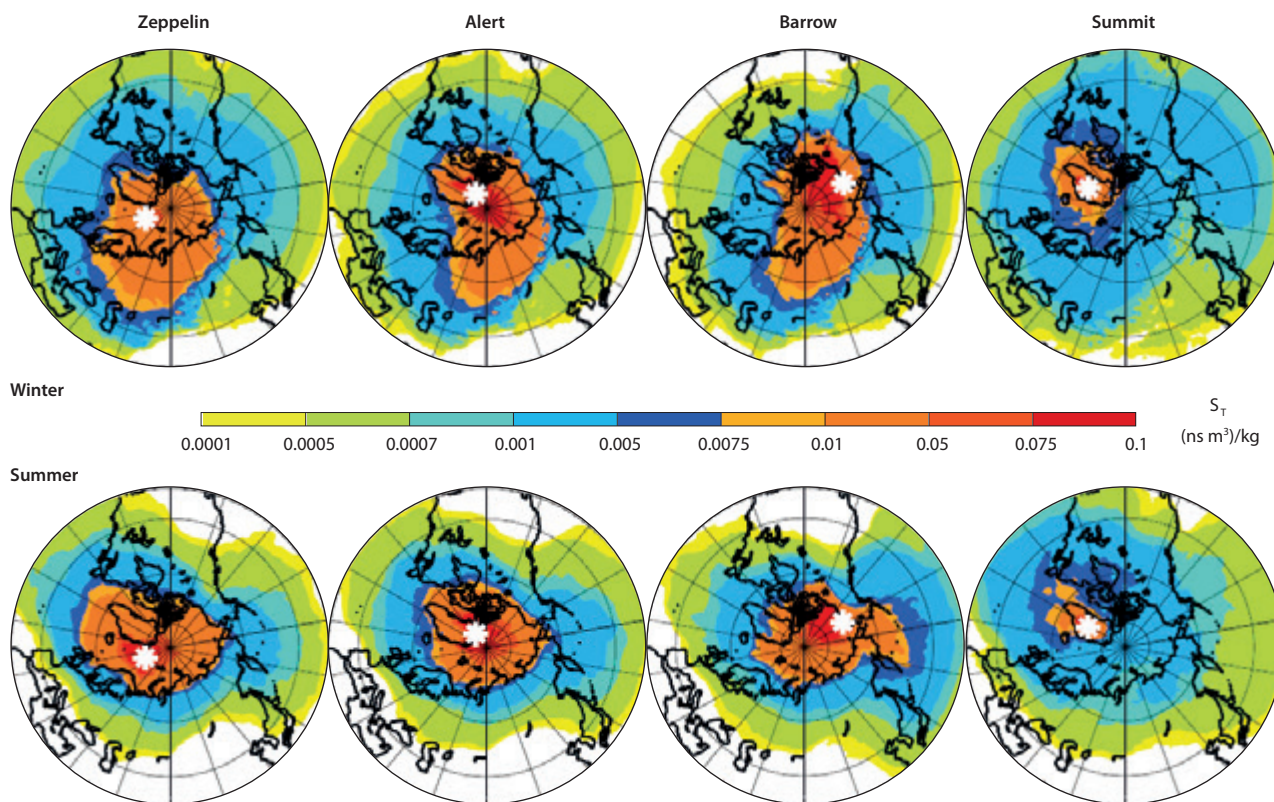 Zeppelin Alert Barrow Summit
Winter
S_T
0.0001 0.0005 0.0007 0.001 0.005 0.0075 0.01 0.05 0.075 0.1 (ns m³)/kg
Summer